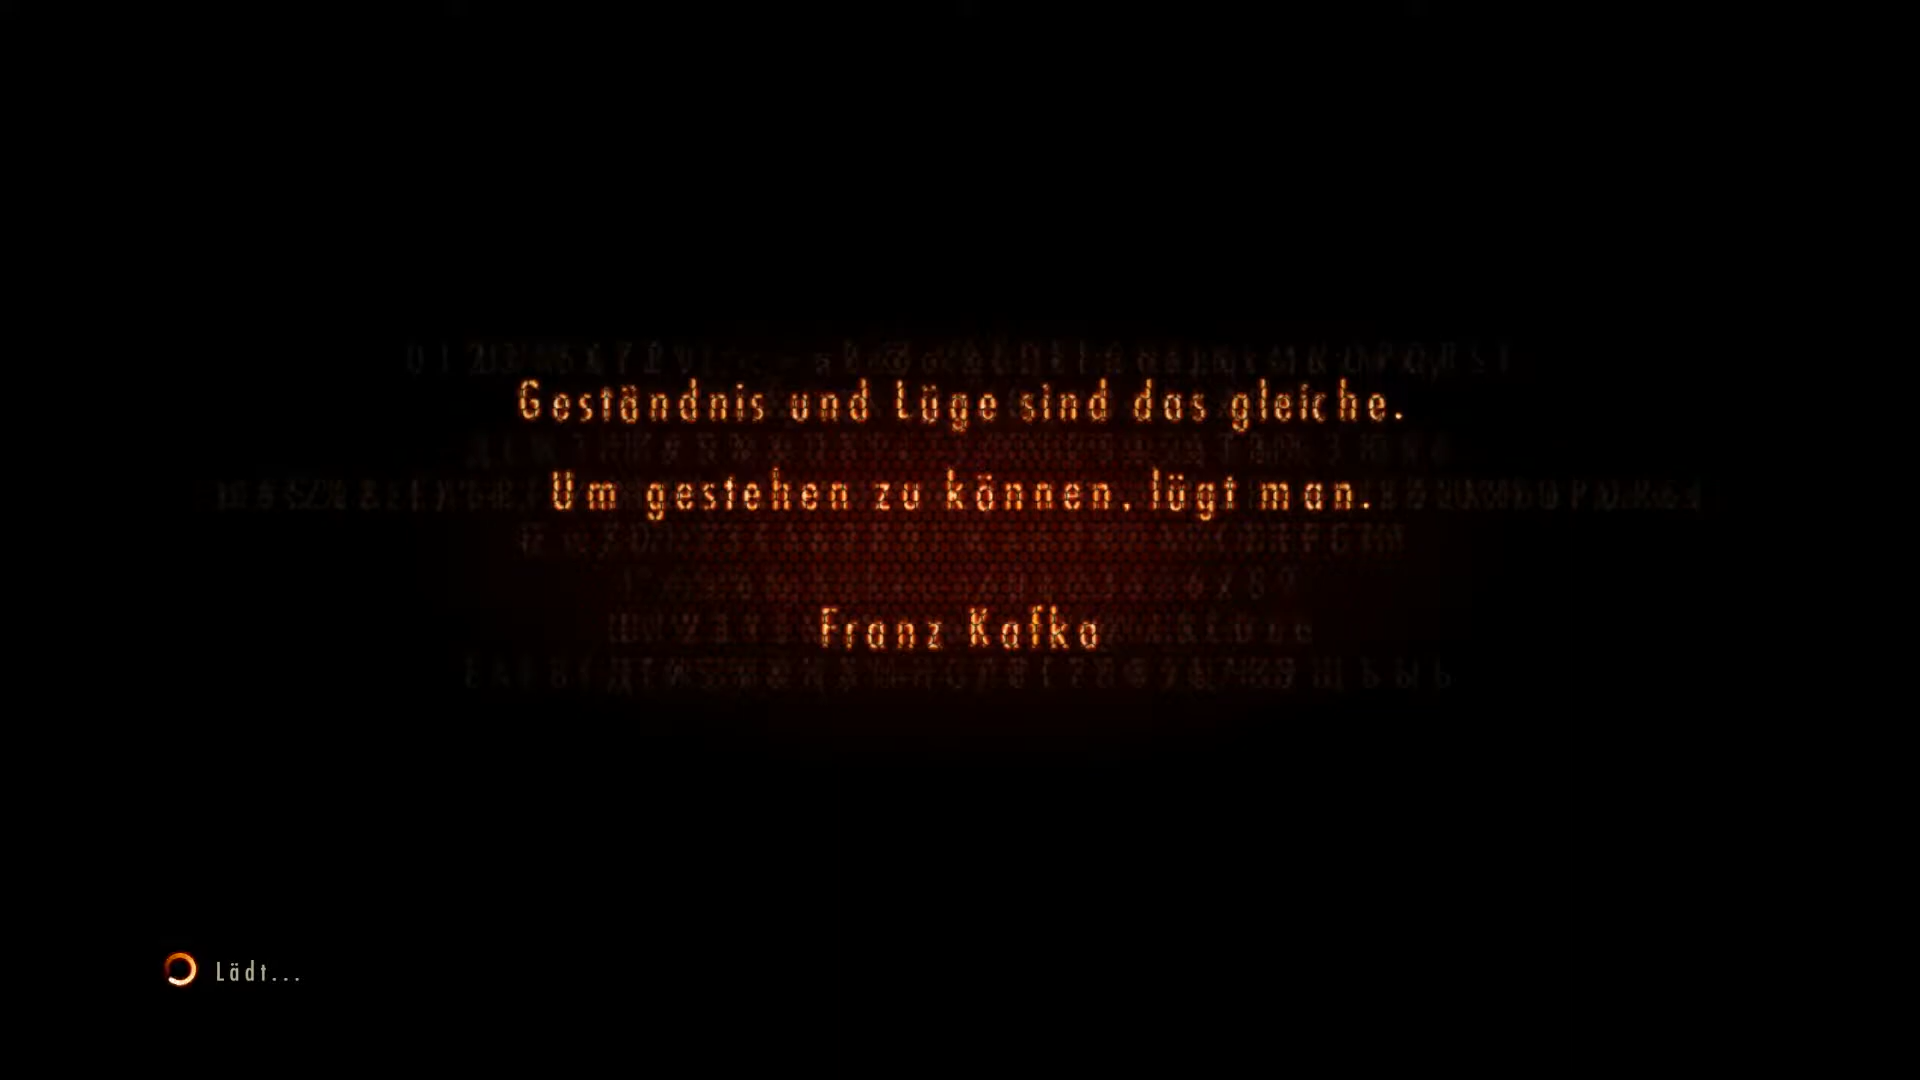 Geständnis und Lüge sind das gleiche.
Um gestehen zu können, lügt man.
Franz Kafka
Lädt...